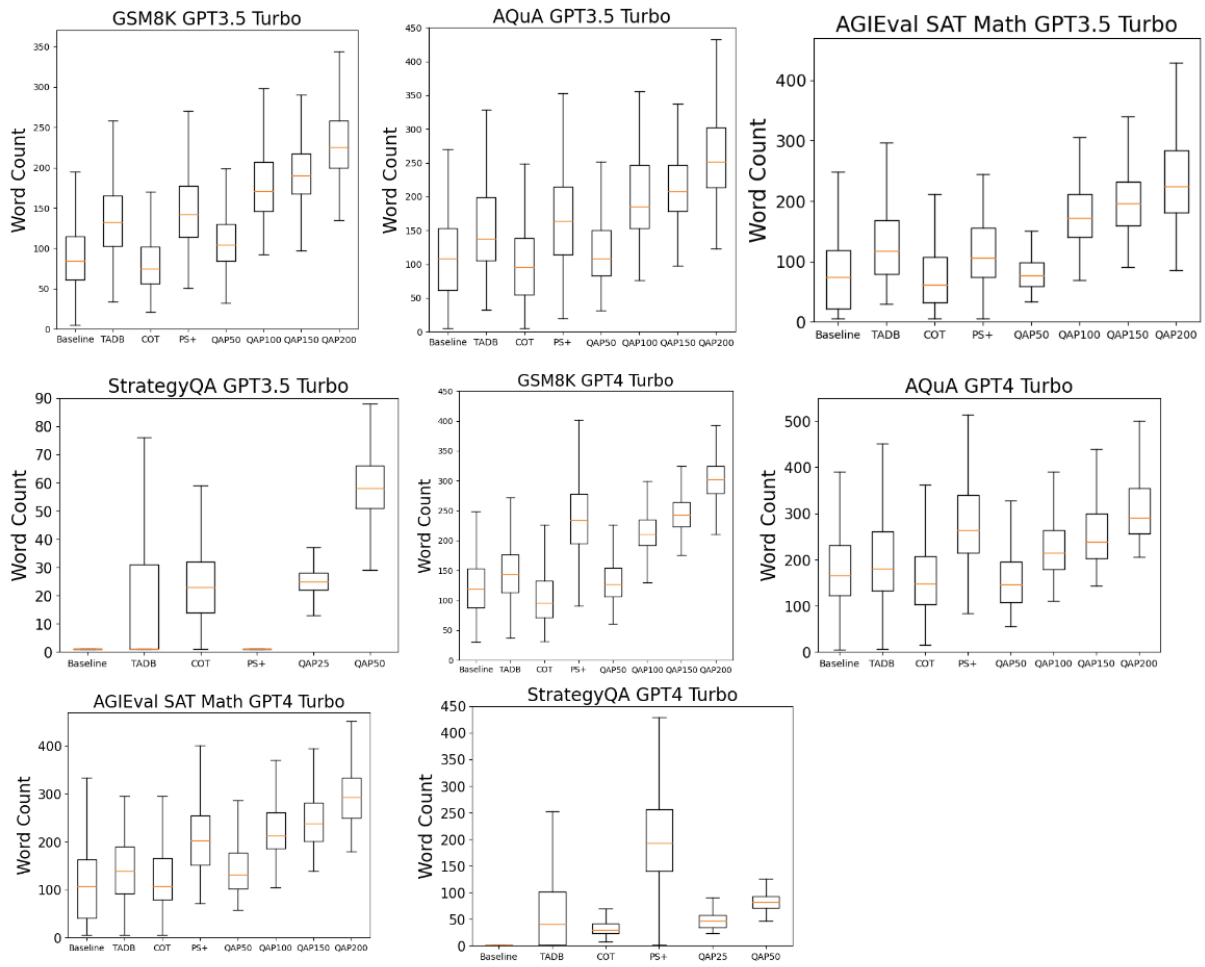 GSM8K GPT3.5 Turbo
Word Count
350
300
250
200
150
100
50
0
Baseline TADB COT PS+ QAP50 QAP100 QAP150 QAP200
AQuA GPT3.5 Turbo
Word Count
450
400
350
300
250
200
150
100
50
0
Baseline TADB COT PS+ QAP50 QAP100 QAP150 QAP200
AGIEval SAT Math GPT3.5 Turbo
Word Count
400
300
200
100
0
Baseline TADB COT PS+ QAP50 QAP100 QAP150 QAP200
StrategyQA GPT3.5 Turbo
Word Count
90
80
70
60
50
40
30
20
10
0
Baseline TADB COT PS+ QAP25 QAP50
GSM8K GPT4 Turbo
Word Count
450
400
350
300
250
200
150
100
50
0
Baseline TADB COT PS+ QAP50 QAP100 QAP150 QAP200
AQuA GPT4 Turbo
Word Count
500
400
300
200
100
0
Baseline TADB COT PS+ QAP50 QAP100 QAP150 QAP200
AGIEval SAT Math GPT4 Turbo
Word Count
400
300
200
100
0
Baseline TADB COT PS+ QAP50 QAP100 QAP150 QAP200
StrategyQA GPT4 Turbo
Word Count
450
400
350
300
250
200
150
100
50
0
Baseline TADB COT PS+ QAP25 QAP50